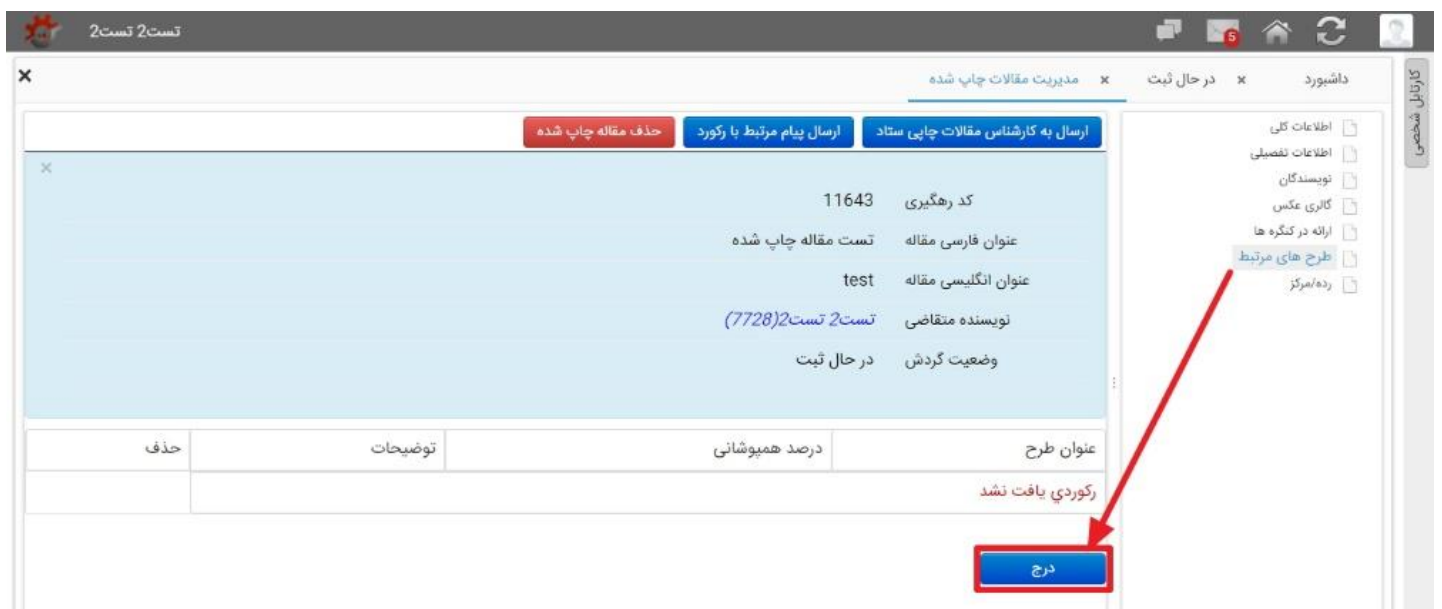 تست2 تست2
5
کارتابل شخصی
داشبورد
× در حال ثبت
× مدیریت مقالات چاپ شده
×
اطلاعات کلی
اطلاعات تفصیلی
نویسندگان
گالری عکس
ارائه در کنگره ها
طرح های مرتبط
رده/مرکز
ارسال به کارشناس مقالات چاپی ستاد
ارسال پیام مرتبط با رکورد
حذف مقاله چاپ شده
×
کد رهگیری 11643
عنوان فارسی مقاله تست مقاله چاپ شده
عنوان انگلیسی مقاله test
نویسنده متقاضی تست2 تست2(7728)
وضعیت گردش در حال ثبت
عنوان طرح درصد همپوشانی توضیحات حذف
رکوردي يافت نشد
درج